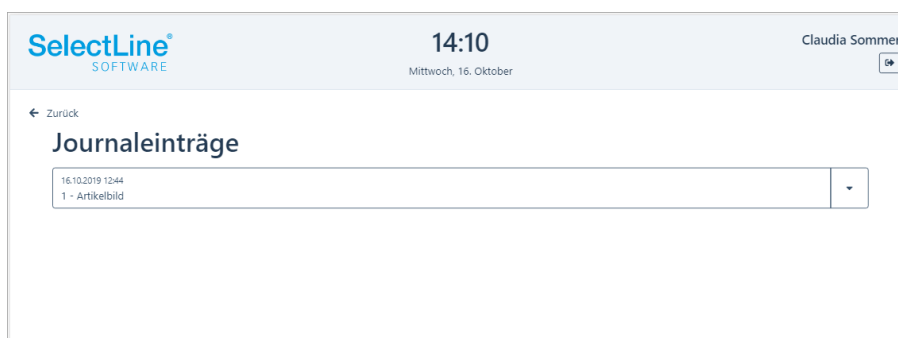 SelectLine®
SOFTWARE
14:10
Mittwoch, 16. Oktober
Claudia Sommer
← Zurück
Journaleinträge
16.10.2019 12:44
1 - Artikelbild